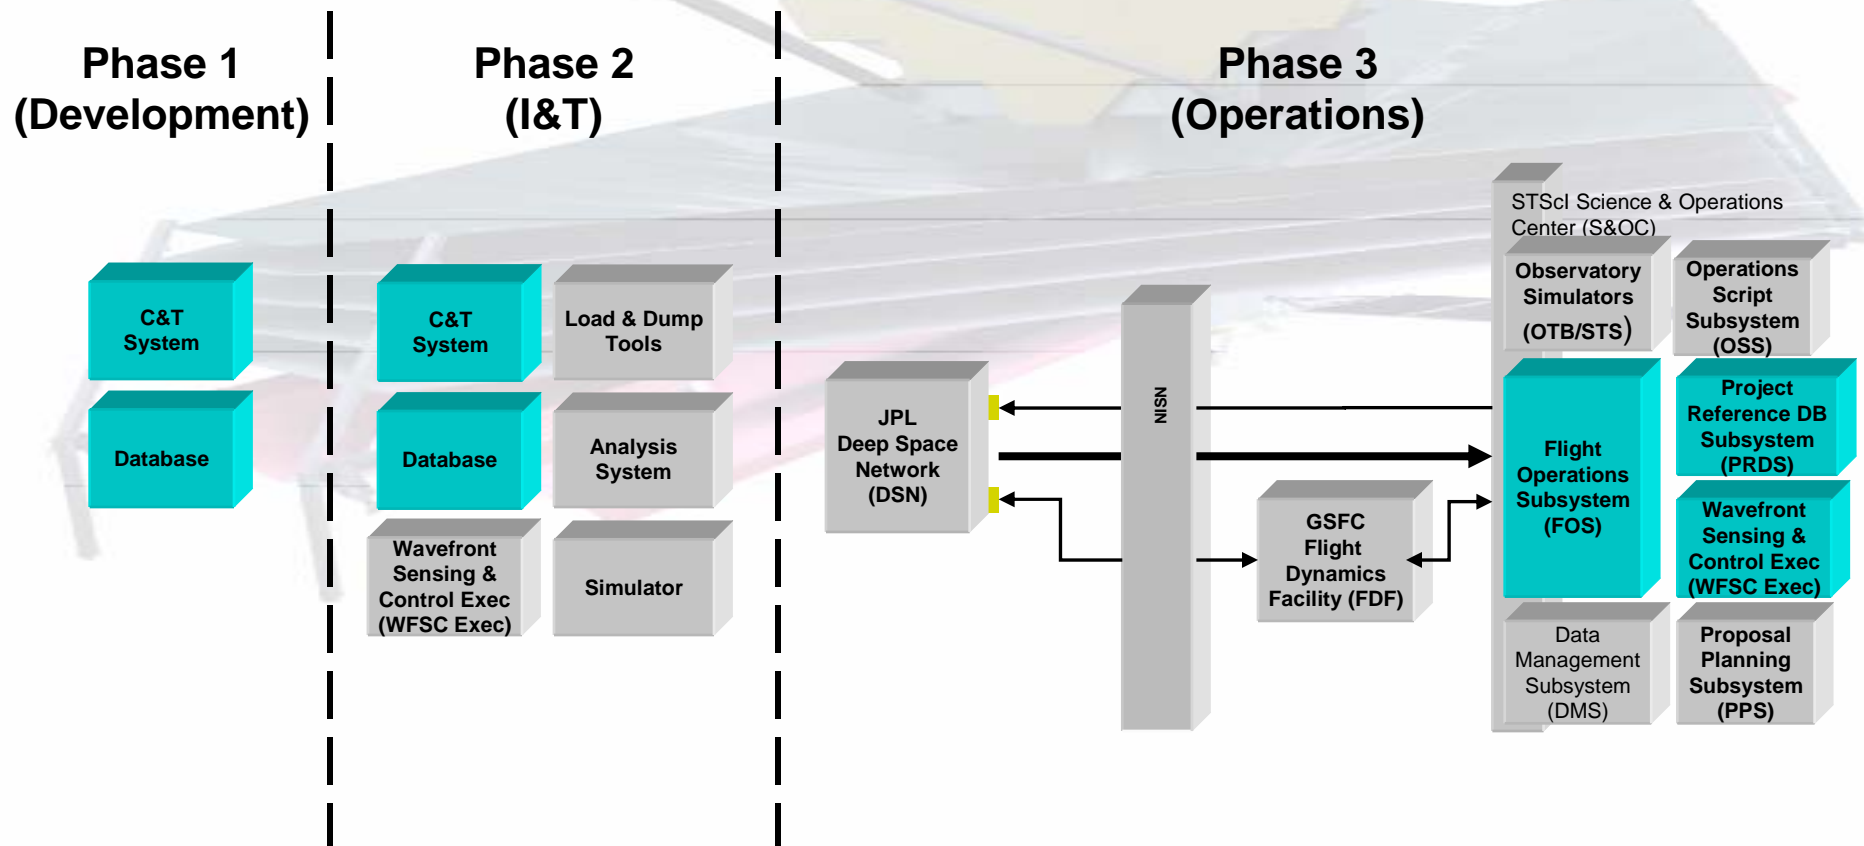 Phase 1
(Development)
Phase 2
(I&T)
Phase 3
(Operations)
C&T
System
Database
C&T
System
Load & Dump
Tools
Database
Analysis
System
Wavefront
Sensing &
Control Exec
(WFSC Exec)
Simulator
JPL
Deep Space
Network
(DSN)
NISN
GSFC
Flight
Dynamics
Facility (FDF)
STScI Science & Operations
Center (S&OC)
Observatory
Simulators
(OTB/STS)
Operations
Script
Subsystem
(OSS)
Flight
Operations
Subsystem
(FOS)
Project
Reference DB
Subsystem
(PRDS)
Wavefront
Sensing &
Control Exec
(WFSC Exec)
Data
Management
Subsystem
(DMS)
Proposal
Planning
Subsystem
(PPS)